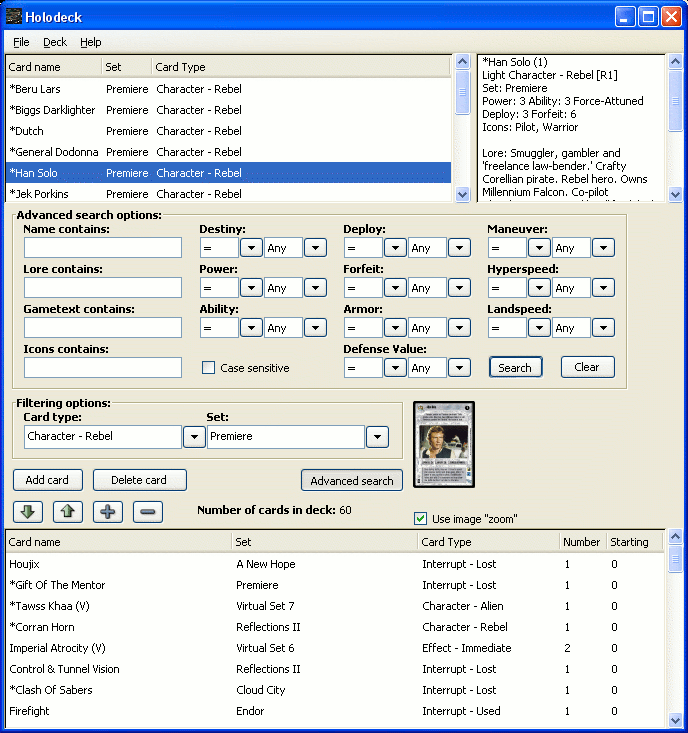 Holodeck
File Deck Help
Card name Set Card Type
*Beru Lars Premiere Character - Rebel
*Biggs Darklighter Premiere Character - Rebel
*Dutch Premiere Character - Rebel
*General Dodonna Premiere Character - Rebel
*Han Solo Premiere Character - Rebel
*Jek Porkins Premiere Character - Rebel
*Han Solo (1)
Light Character - Rebel [R1]
Set: Premiere
Power: 3 Ability: 3 Force-Attuned
Deploy: 3 Forfeit: 6
Icons: Pilot, Warrior
Lore: Smuggler, gambler and
'freelance law-bender.' Crafty
Corellian pirate. Rebel hero. Owns
Millennium Falcon. Co-pilot
Advanced search options:
Name contains: Destiny: Deploy: Maneuver:
= Any = Any = Any
Lore contains: Power: Forfeit: Hyperspeed:
= Any = Any = Any
Gametext contains: Ability: Armor: Landspeed:
= Any = Any = Any
Icons contains: Defense Value:
Case sensitive = Any Search Clear
Filtering options:
Card type: Set:
Character - Rebel Premiere
Add card Delete card Advanced search
Number of cards in deck: 60
Use image "zoom"
Card name Set Card Type Number Starting
Houjix A New Hope Interrupt - Lost 1 0
*Gift Of The Mentor Premiere Interrupt - Lost 1 0
*Tawss Khaa (V) Virtual Set 7 Character - Alien 1 0
*Corran Horn Reflections II Character - Rebel 1 0
Imperial Atrocity (V) Virtual Set 6 Effect - Immediate 2 0
Control & Tunnel Vision Reflections II Interrupt - Lost 1 0
*Clash Of Sabers Cloud City Interrupt - Lost 1 0
Firefight Endor Interrupt - Used 1 0